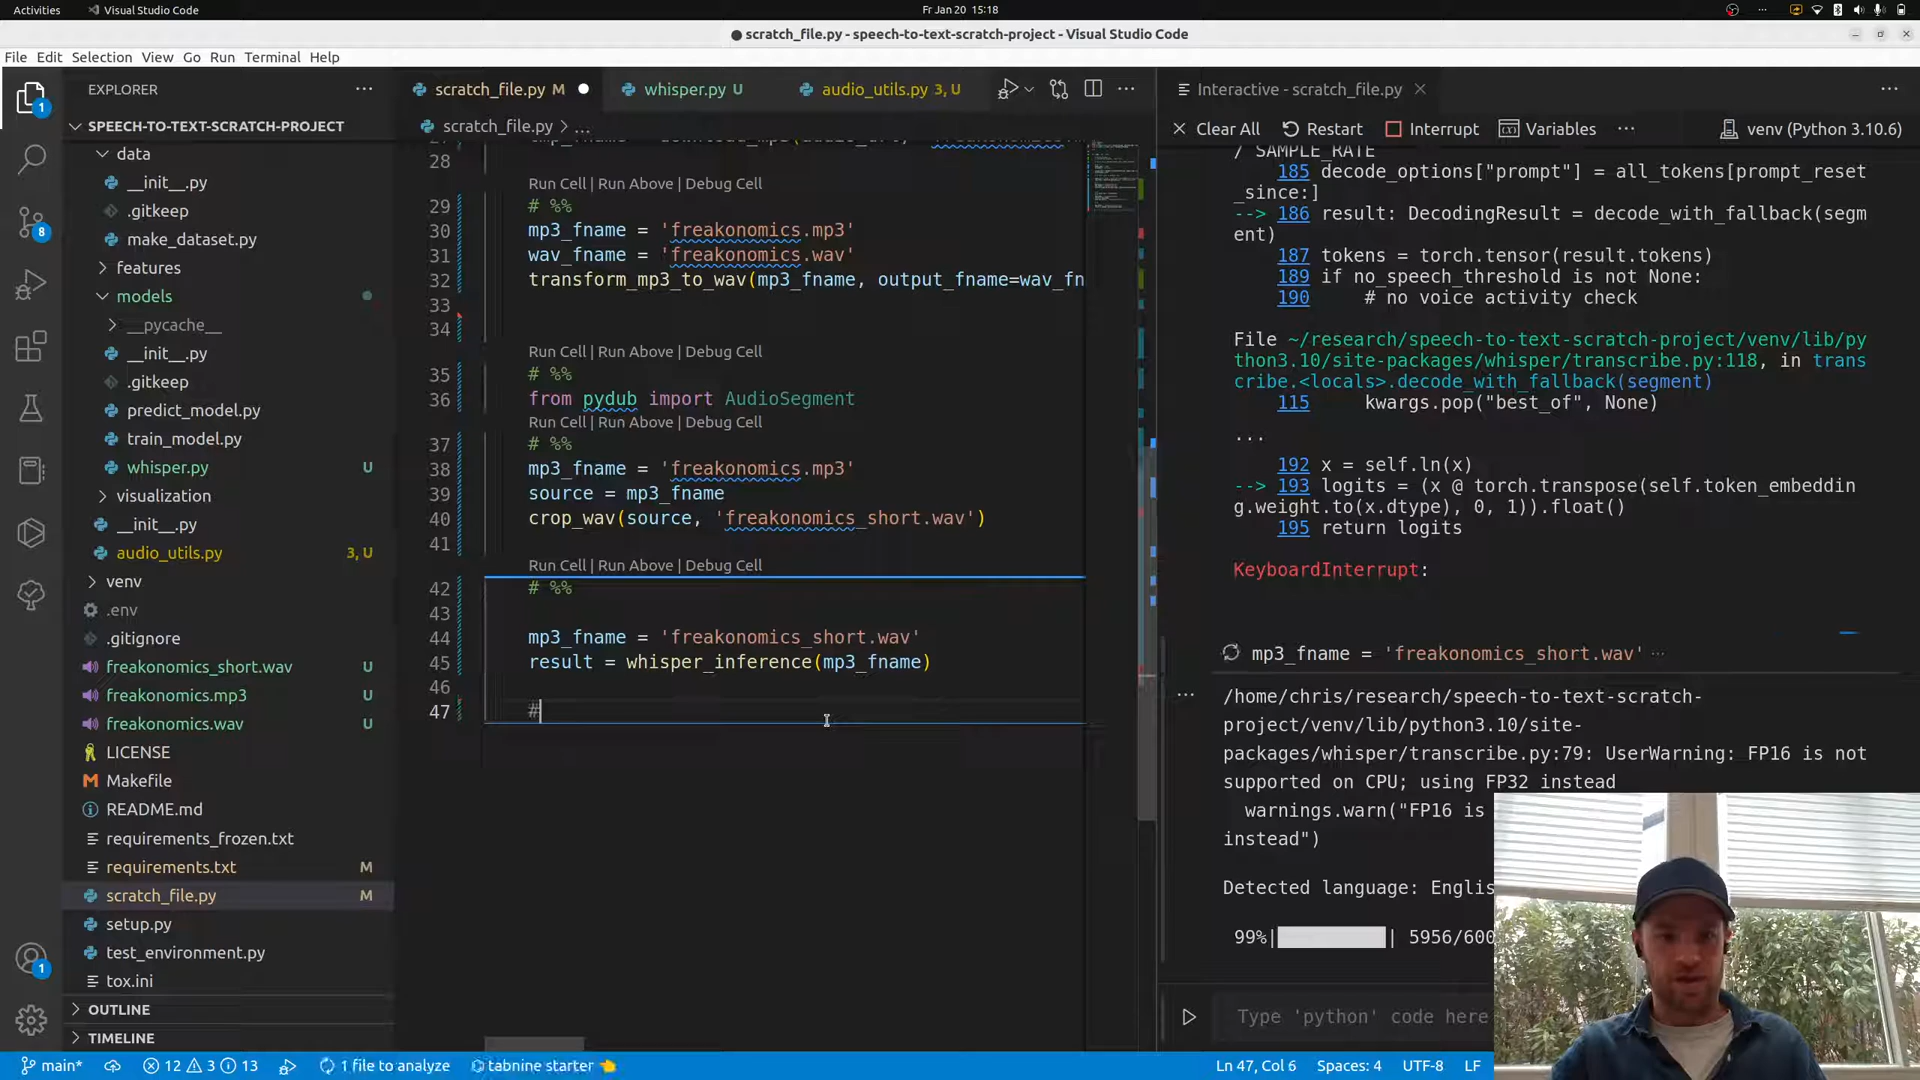 Activities
Visual Studio Code
Fr Jan 20 15:18
scratch_file.py - speech-to-text-scratch-project - Visual Studio Code
File Edit Selection View Go Run Terminal Help
EXPLORER
SPEECH-TO-TEXT-SCRATCH-PROJECT
data
__init__.py
.gitkeep
make_dataset.py
features
models
__pycache__
__init__.py
.gitkeep
predict_model.py
train_model.py
whisper.py U
visualization
__init__.py
audio_utils.py 3, U
venv
.env
.gitignore
freakonomics_short.wav U
freakonomics.mp3 U
freakonomics.wav U
LICENSE
Makefile
README.md
requirements_frozen.txt
requirements.txt M
scratch_file.py M
setup.py
test_environment.py
tox.ini
OUTLINE
TIMELINE
1
8
1
scratch_file.py M
whisper.py U
audio_utils.py 3, U
scratch_file.py > ...
28
Run Cell | Run Above | Debug Cell
29 # %%
30 mp3_fname = 'freakonomics.mp3'
31 wav_fname = 'freakonomics.wav'
32 transform_mp3_to_wav(mp3_fname, output_fname=wav_fn
33
34
Run Cell | Run Above | Debug Cell
35 # %%
36 from pydub import AudioSegment
Run Cell | Run Above | Debug Cell
37 # %%
38 mp3_fname = 'freakonomics.mp3'
39 source = mp3_fname
40 crop_wav(source, 'freakonomics_short.wav')
41
Run Cell | Run Above | Debug Cell
42 # %%
43
44 mp3_fname = 'freakonomics_short.wav'
45 result = whisper_inference(mp3_fname)
46
47 #
Interactive - scratch_file.py
Clear All Restart Interrupt Variables ... venv (Python 3.10.6)
/ SAMPLE_RATE
185 decode_options["prompt"] = all_tokens[prompt_reset
_since:]
--> 186 result: DecodingResult = decode_with_fallback(segm
ent)
187 tokens = torch.tensor(result.tokens)
189 if no_speech_threshold is not None:
190 # no voice activity check
File ~/research/speech-to-text-scratch-project/venv/lib/py
thon3.10/site-packages/whisper/transcribe.py:118, in trans
cribe.<locals>.decode_with_fallback(segment)
115 kwargs.pop("best_of", None)
...
192 x = self.ln(x)
--> 193 logits = (x @ torch.transpose(self.token_embeddin
g.weight.to(x.dtype), 0, 1)).float()
195 return logits
KeyboardInterrupt:
mp3_fname = 'freakonomics_short.wav' ...
/home/chris/research/speech-to-text-scratch-
project/venv/lib/python3.10/site-
packages/whisper/transcribe.py:79: UserWarning: FP16 is not
supported on CPU; using FP32 instead
warnings.warn("FP16 is
instead")
Detected language: Englis
99%| | 5956/600
Type 'python' code here
main* 12 3 13 1 file to analyze tabnine starter
Ln 47, Col 6 Spaces: 4 UTF-8 LF